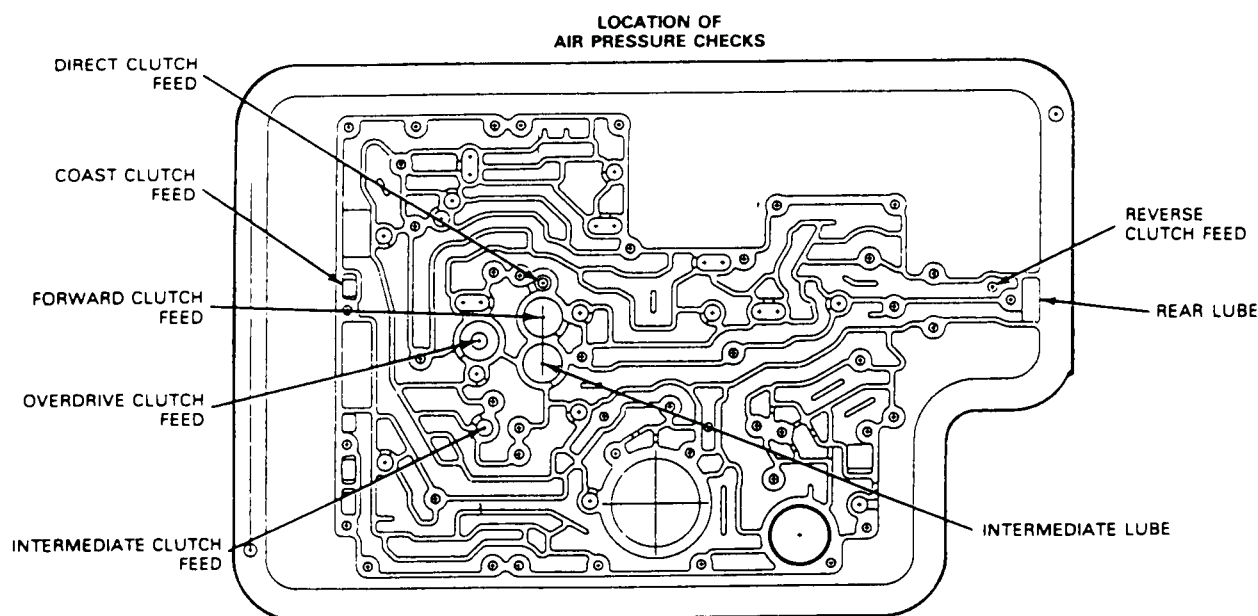 LOCATION OF
AIR PRESSURE CHECKS
DIRECT CLUTCH
FEED
COAST CLUTCH
FEED
FORWARD CLUTCH
FEED
OVERDRIVE CLUTCH
FEED
INTERMEDIATE CLUTCH
FEED
REVERSE
CLUTCH FEED
REAR LUBE
INTERMEDIATE LUBE